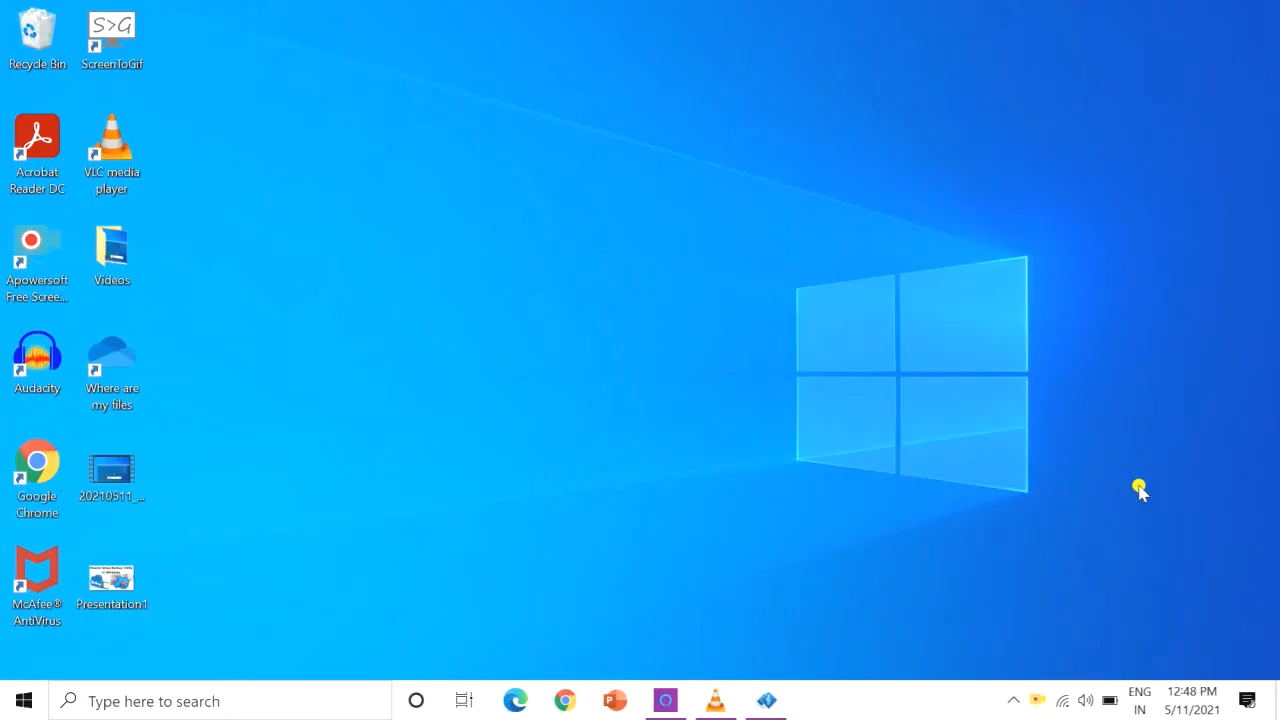 Recycle Bin
S>G
ScreenToGif
Acrobat
Reader DC
VLC media
player
Apowersoft
Free Scree...
Videos
Audacity
Where are
my files
Google
Chrome
20210511_...
McAfee®
AntiVirus
Presentation1
Type here to search
ENG
IN
12:48 PM
5/11/2021